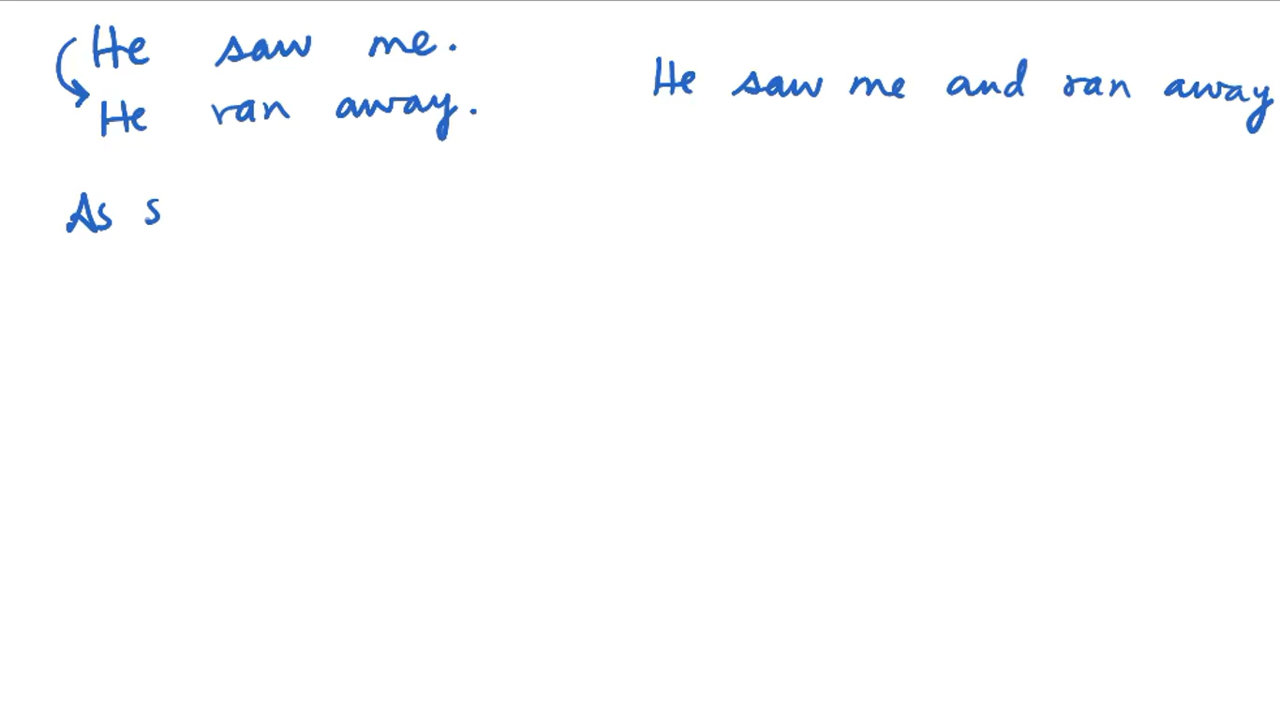 He saw me.
He ran away.
He saw me and ran away
As s